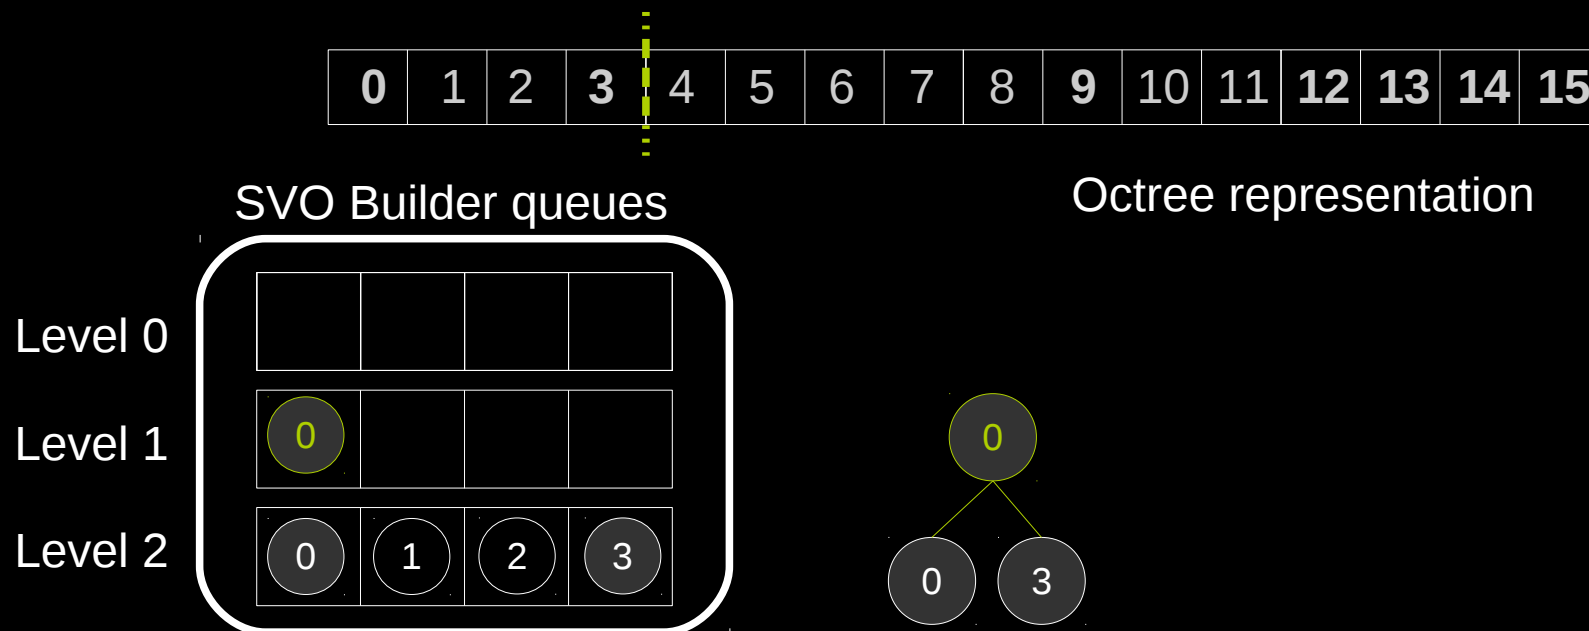 0 1 2 3 4 5 6 7 8 9 10 11 12 13 14 15
SVO Builder queues
Octree representation
Level 0
Level 1
0
0
Level 2
0 1 2 3
0 3